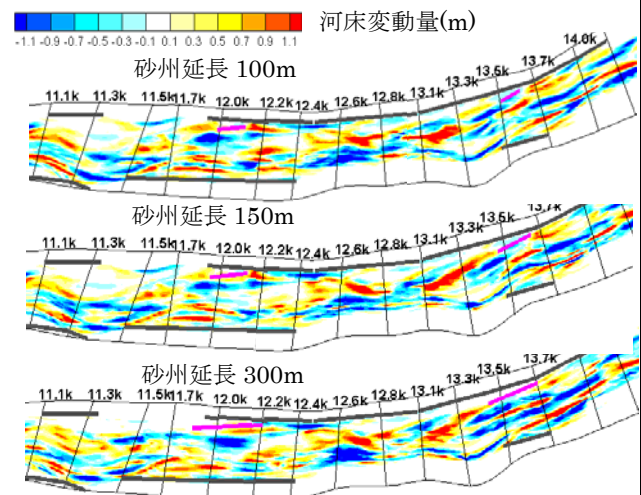 河床変動量(m)
-1.1 -0.9 -0.7 -0.5 -0.3 -0.1 0.1 0.3 0.5 0.7 0.9 1.1
砂州延長 100m
11.1k 11.3k 11.5k 11.7k 12.0k 12.2k 12.4k 12.6k 12.8k 13.1k 13.3k 13.5k 13.7k 14.0k
砂州延長 150m
11.1k 11.3k 11.5k 11.7k 12.0k 12.2k 12.4k 12.6k 12.8k 13.1k 13.3k 13.5k 13.7k
砂州延長 300m
11.1k 11.3k 11.5k 11.7k 12.0k 12.2k 12.4k 12.6k 12.8k 13.1k 13.3k 13.5k 13.7k